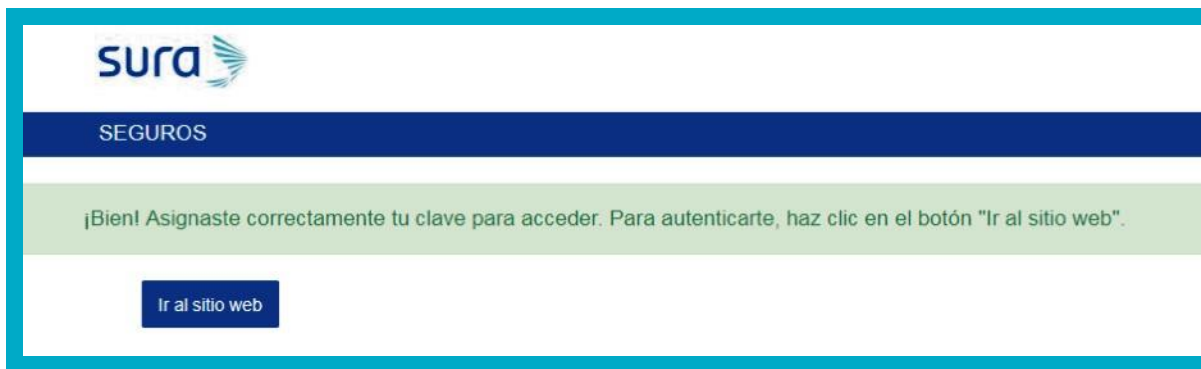 sura
SEGUROS
¡Bien! Asignaste correctamente tu clave para acceder. Para autenticarte, haz clic en el botón "Ir al sitio web".
Ir al sitio web